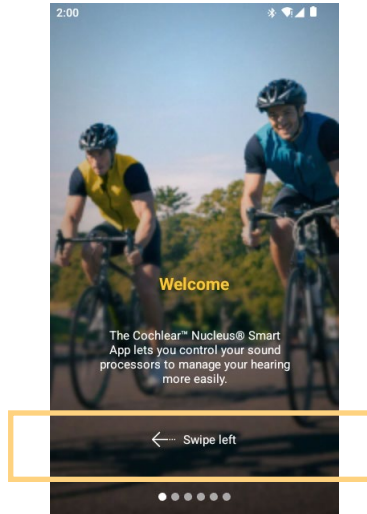 2:00
Welcome
The Cochlear™ Nucleus® Smart
App lets you control your sound
processors to manage your hearing
more easily.
Swipe left